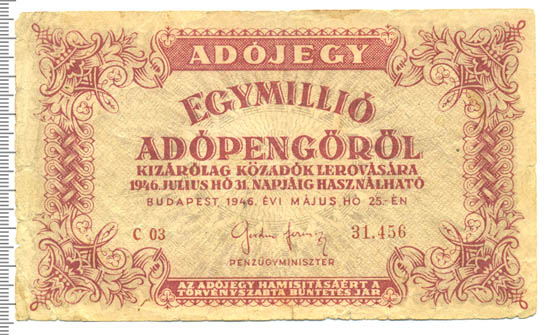 ADÓJEGY
EGYMILLIÓ
ADÓPENGŐRŐL
KIZÁRÓLAG KÖZADÓK LEROVÁSÁRA
1946. JULIUS HÓ 31. NAPJÁIG HASZNÁLHATÓ
BUDAPEST, 1946. ÉVI MÁJUS HÓ 25.-ÉN
C 03 31.456
PÉNZÜGYMINISZTER
AZ ADÓJEGY HAMISITÁSÁÉRT A
TÖRVÉNYSZABTA BÜNTETÉS JÁR